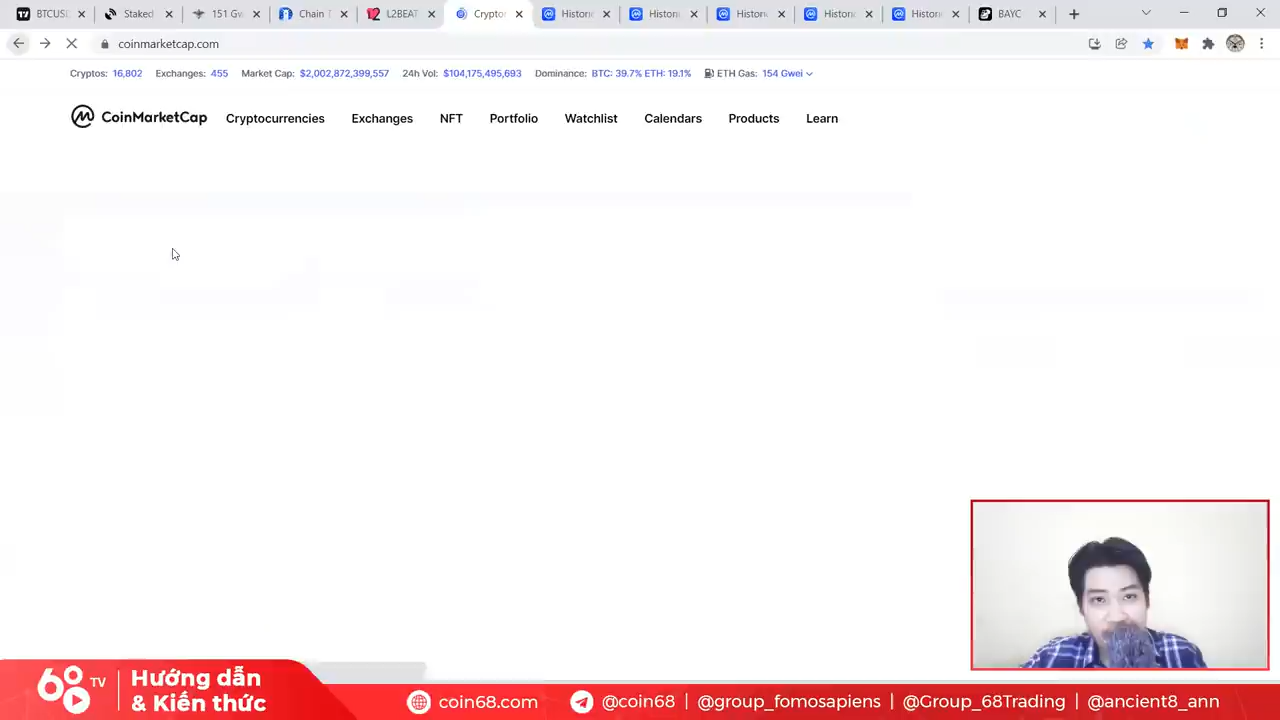 BTCUSD
Staked
151 Gw
Chain
L2BEAT
Crypto
Histori
Histori
Histori
Histori
Histori
BAYC
coinmarketcap.com
Cryptos: 16,802 Exchanges: 455 Market Cap: $2,002,872,399,557 24h Vol: $104,175,495,693 Dominance: BTC: 39.7% ETH: 19.1% ETH Gas: 154 Gwei
CoinMarketCap Cryptocurrencies Exchanges NFT Portfolio Watchlist Calendars Products Learn
68 TV
Hướng dẫn
& Kiến thức
coin68.com @coin68 | @group_fomosapiens | @Group_68Trading | @ancient8_ann